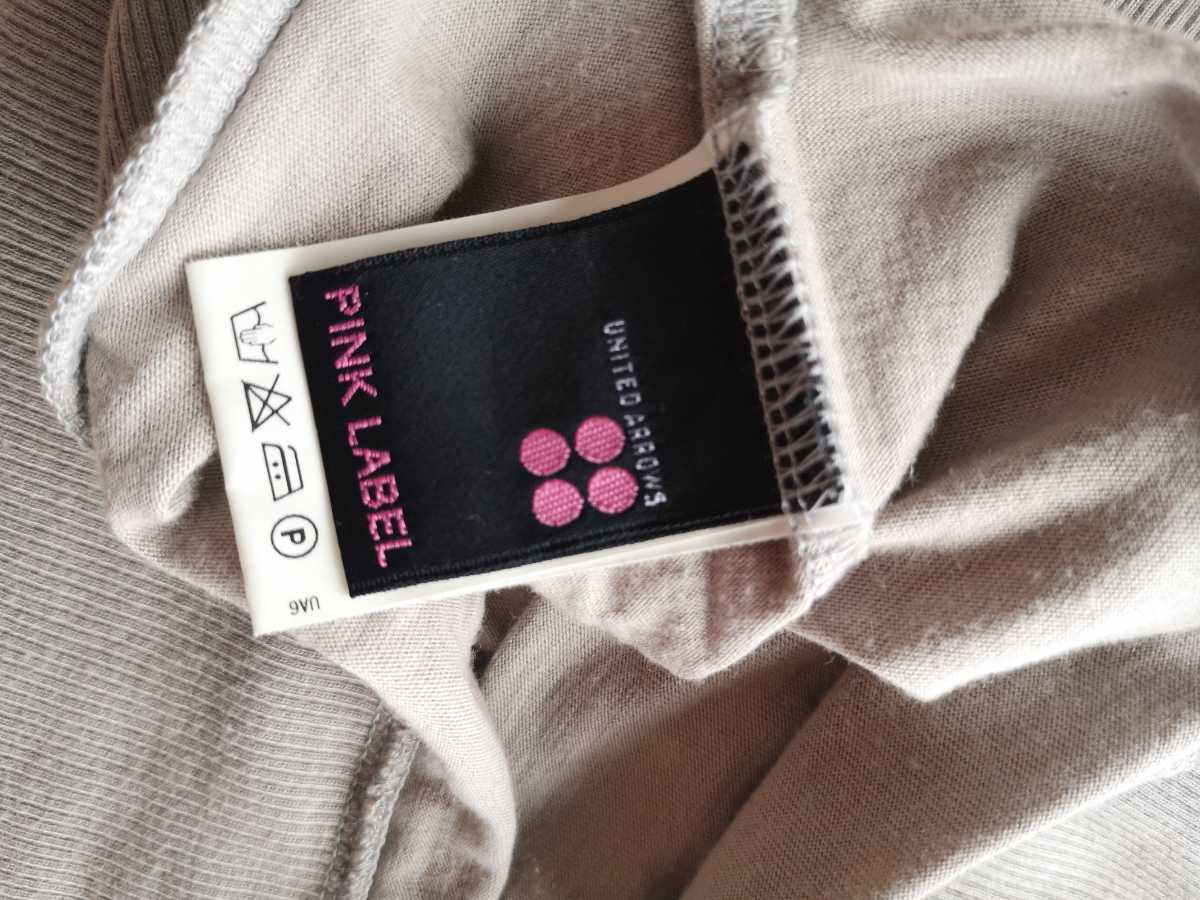 UNITED ARROWS
PINK LABEL
P
UA6